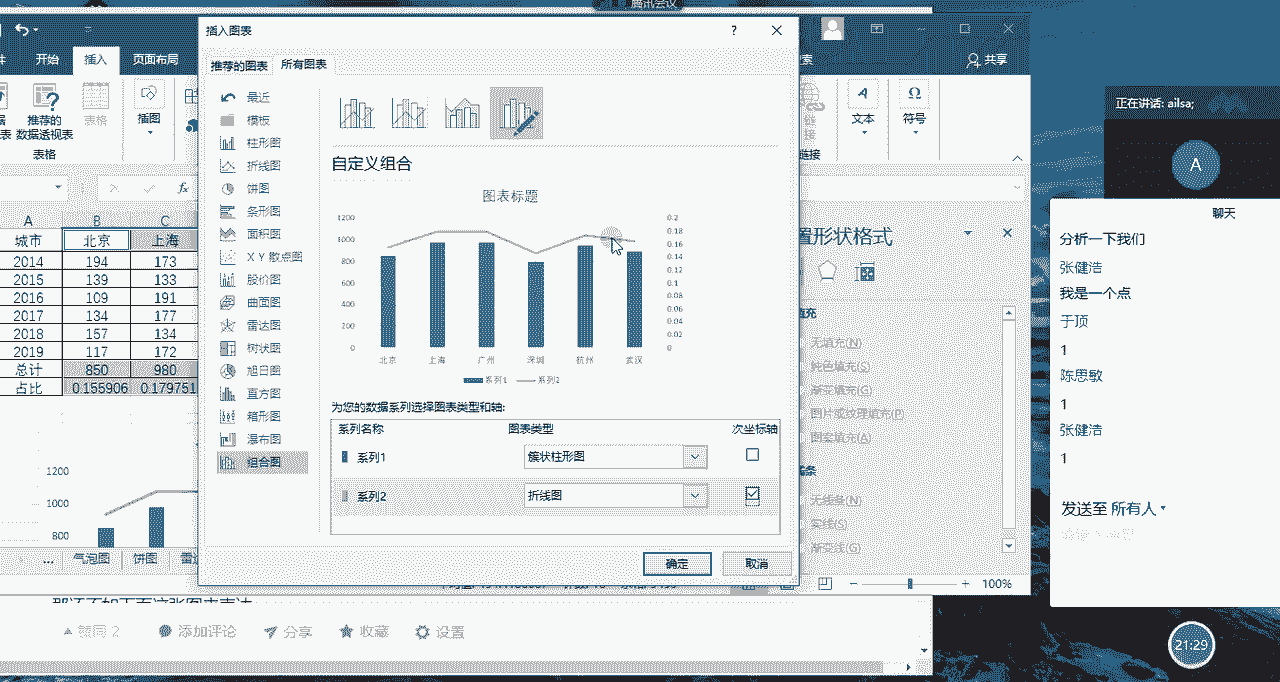 腾讯会议
插入图表
?
开始
插入
页面布局
共享
推荐的图表
所有图表
推荐的
数据透视表
表格
表格
插图
文本
符号
最近
模板
柱形图
折线图
饼图
条形图
面积图
X Y 散点图
股价图
曲面图
雷达图
树状图
旭日图
直方图
箱形图
瀑布图
组合图
自定义组合
图表标题
1200
1000
800
600
400
200
0
0.2
0.18
0.16
0.14
0.12
0.1
0.08
0.06
0.04
0.02
0
北京
上海
广州
深圳
杭州
武汉
系列1
系列2
为您的数据系列选择图表类型和轴:
系列名称
图表类型
次坐标轴
系列1
簇状柱形图
系列2
折线图
确定
取消
fx
A
B
C
城市
北京
上海
2014
194
173
2015
139
133
2016
109
191
2017
134
177
2018
157
134
2019
117
172
总计
850
980
占比
0.155906
0.179751
1200
1000
800
...
气泡图
饼图
置形状格式
填充
无填充(N)
纯色填充(S)
渐变填充(G)
图片或纹理填充(P)
图案填充(A)
线条
无线条(N)
实线(S)
渐变线(G)
100%
赞同 2
添加评论
分享
收藏
设置
正在讲话: ailsa;
A
聊天
分析一下我们
张健浩
我是一个点
于顶
1
陈思敏
1
张健浩
1
发送至 所有人
21:29